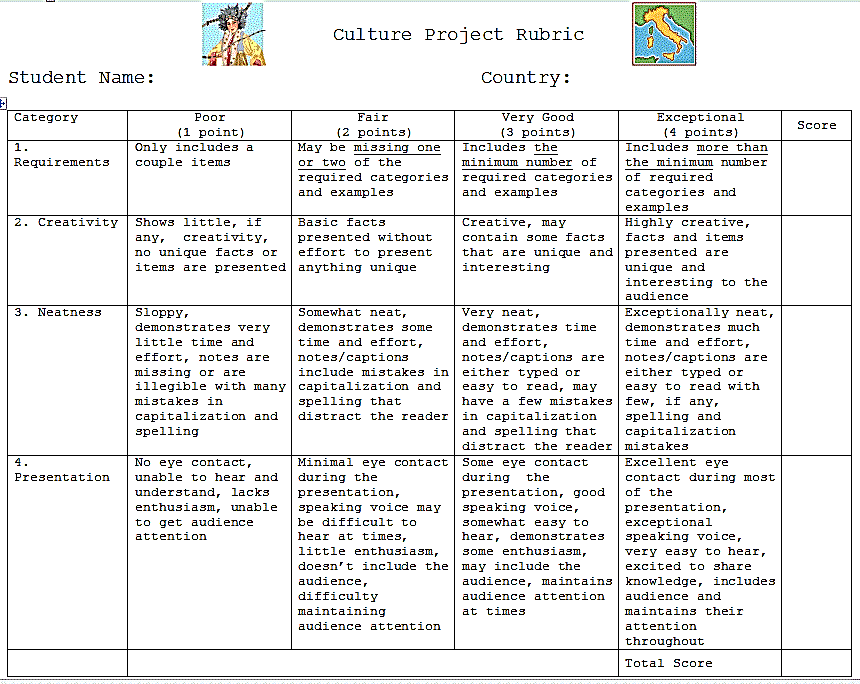 Culture Project Rubric
Student Name: Country:
Category
Poor
(1 point)
Fair
(2 points)
Very Good
(3 points)
Exceptional
(4 points)
Score
1.
Requirements
Only includes a
couple items
May be missing one
or two of the
required categories
and examples
Includes the
minimum number of
required categories
and examples
Includes more than
the minimum number
of required
categories and
examples
2. Creativity
Shows little, if
any, creativity,
no unique facts or
items are presented
Basic facts
presented without
effort to present
anything unique
Creative, may
contain some facts
that are unique and
interesting
Highly creative,
facts and items
presented are
unique and
interesting to the
audience
3. Neatness
Sloppy,
demonstrates very
little time and
effort, notes are
missing or are
illegible with many
mistakes in
capitalization and
spelling
Somewhat neat,
demonstrates some
time and effort,
notes/captions
include mistakes in
capitalization and
spelling that
distract the reader
Very neat,
demonstrates time
and effort,
notes/captions are
either typed or
easy to read, may
have a few mistakes
in capitalization
and spelling that
distract the reader
Exceptionally neat,
demonstrates much
time and effort,
notes/captions are
either typed or
easy to read with
few, if any,
spelling and
capitalization
mistakes
4.
Presentation
No eye contact,
unable to hear and
understand, lacks
enthusiasm, unable
to get audience
attention
Minimal eye contact
during the
presentation,
speaking voice may
be difficult to
hear at times,
little enthusiasm,
doesn't include the
audience,
difficulty
maintaining
audience attention
Some eye contact
during the
presentation, good
speaking voice,
somewhat easy to
hear, demonstrates
some enthusiasm,
may include the
audience, maintains
audience attention
at times
Excellent eye
contact during most
of the
presentation,
exceptional
speaking voice,
very easy to hear,
excited to share
knowledge, includes
audience and
maintains their
attention
throughout
Total Score